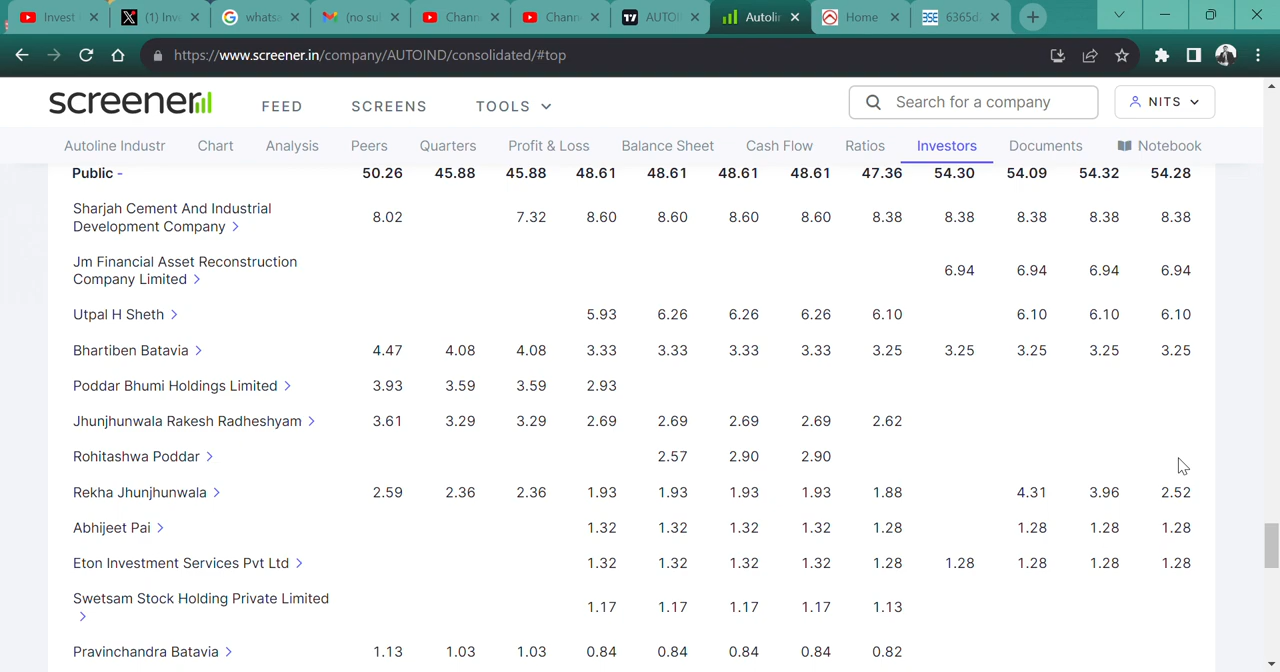 Invest
(1) Inv
whats
(no su
Chann
Chann
AUTOI
Autolin
Home
6365d
https://www.screener.in/company/AUTOIND/consolidated/#top
screener
FEED SCREENS TOOLS
Search for a company
NITS
Autoline Industr Chart Analysis Peers Quarters Profit & Loss Balance Sheet Cash Flow Ratios Investors Documents Notebook
Public - 50.26 45.88 45.88 48.61 48.61 48.61 48.61 47.36 54.30 54.09 54.32 54.28
Sharjah Cement And Industrial
Development Company > 8.02 7.32 8.60 8.60 8.60 8.60 8.38 8.38 8.38 8.38 8.38
Jm Financial Asset Reconstruction
Company Limited > 6.94 6.94 6.94 6.94
Utpal H Sheth > 5.93 6.26 6.26 6.26 6.10 6.10 6.10 6.10
Bhartiben Batavia > 4.47 4.08 4.08 3.33 3.33 3.33 3.33 3.25 3.25 3.25 3.25 3.25
Poddar Bhumi Holdings Limited > 3.93 3.59 3.59 2.93
Jhunjhunwala Rakesh Radheshyam > 3.61 3.29 3.29 2.69 2.69 2.69 2.69 2.62
Rohitashwa Poddar > 2.57 2.90 2.90
Rekha Jhunjhunwala > 2.59 2.36 2.36 1.93 1.93 1.93 1.93 1.88 4.31 3.96 2.52
Abhijeet Pai > 1.32 1.32 1.32 1.32 1.28 1.28 1.28 1.28
Eton Investment Services Pvt Ltd > 1.32 1.32 1.32 1.32 1.28 1.28 1.28 1.28 1.28
Swetsam Stock Holding Private Limited
> 1.17 1.17 1.17 1.17 1.13
Pravinchandra Batavia > 1.13 1.03 1.03 0.84 0.84 0.84 0.84 0.82